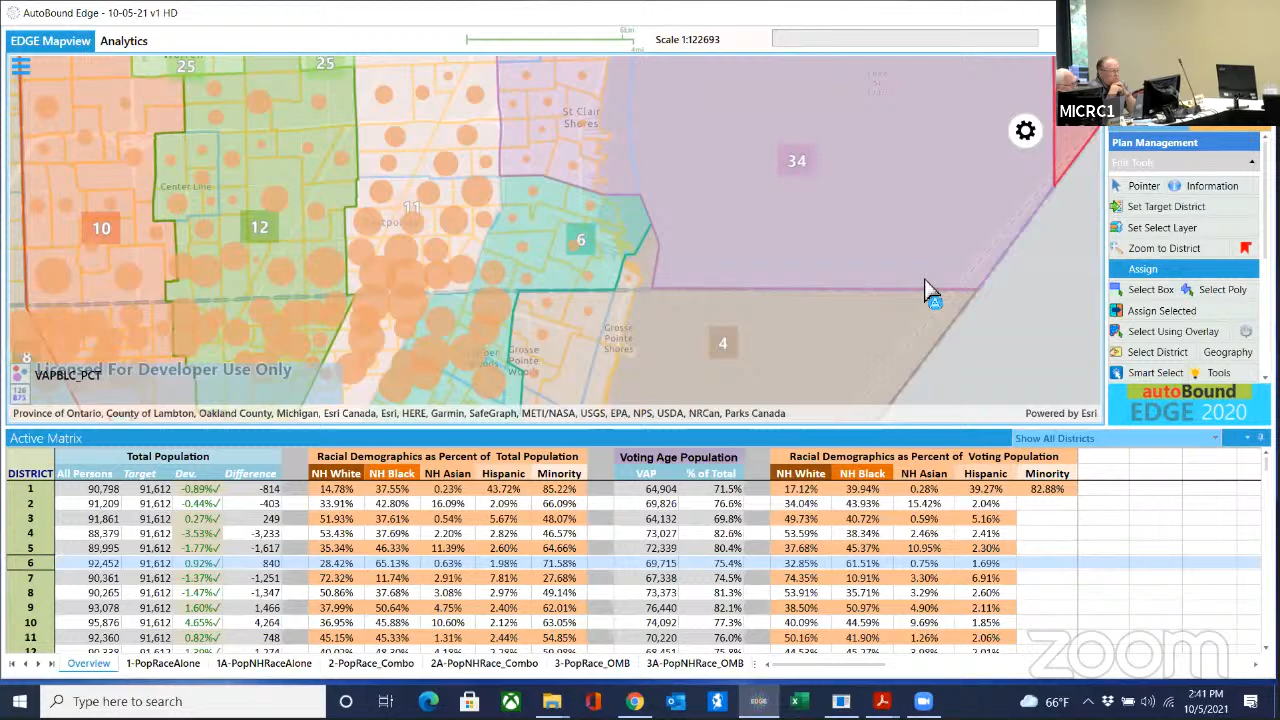 AutoBound Edge - 10-05-21 v1 HD
EDGE Mapview Analytics
6km
4mi
Scale 1:122693
MICRC1
25 25
St Clair
Shores
Center Line
34
10
12
11
6
4
8
Grosse
Pointe
Shores
Grosse
Pointe
Licensed For Developer Use Only
VAPBLC_PCT
Province of Ontario, County of Lambton, Oakland County, Michigan, Esri Canada, Esri, HERE, Garmin, SafeGraph, METI/NASA, USGS, EPA, NPS, USDA, NRCan, Parks Canada Powered by Esri
Plan Management
Edit Tools
Pointer Information
Set Target District
Set Select Layer
Zoom to District
Assign
Select Box Select Poly
Assign Selected
Select Using Overlay
Select District Geography
Smart Select Tools
autoBound
EDGE 2020
Active Matrix Show All Districts
Total Population Racial Demographics as Percent of Total Population Voting Age Population Racial Demographics as Percent of Voting Population
DISTRICT All Persons Target Dev. Difference NH White NH Black NH Asian Hispanic Minority VAP % of Total NH White NH Black NH Asian Hispanic Minority
1 90,798 91,612 -0.89%✓ -814 14.78% 37.55% 0.23% 43.72% 85.22% 64,904 71.5% 17.12% 39.94% 0.28% 39.27% 82.88%
2 91,209 91,612 -0.44%✓ -403 33.91% 42.80% 16.09% 2.09% 66.09% 69,826 76.6% 34.04% 43.93% 15.42% 2.04%
3 91,861 91,612 0.27%✓ 249 51.93% 37.61% 0.54% 5.67% 48.07% 64,132 69.8% 49.73% 40.72% 0.59% 5.16%
4 88,379 91,612 -3.53%✓ -3,233 53.43% 37.69% 2.20% 2.82% 46.57% 73,027 82.6% 53.59% 38.34% 2.46% 2.41%
5 89,995 91,612 -1.77%✓ -1,617 35.34% 46.33% 11.39% 2.60% 64.66% 72,339 80.4% 37.68% 45.37% 10.95% 2.30%
6 92,452 91,612 0.92%✓ 840 28.42% 65.13% 0.63% 1.98% 71.58% 69,715 75.4% 32.85% 61.51% 0.75% 1.69%
7 90,361 91,612 -1.37%✓ -1,251 72.32% 11.74% 2.91% 7.81% 27.68% 67,338 74.5% 74.35% 10.91% 3.30% 6.91%
8 90,265 91,612 -1.47%✓ -1,347 50.86% 37.68% 3.08% 2.97% 49.14% 73,373 81.3% 53.91% 35.71% 3.29% 2.60%
9 93,078 91,612 1.60%✓ 1,466 37.99% 50.64% 4.75% 2.40% 62.01% 76,440 82.1% 38.50% 50.97% 4.90% 2.11%
10 95,876 91,612 4.65%✓ 4,264 36.95% 45.88% 10.60% 2.12% 63.05% 74,092 77.3% 40.09% 44.59% 9.69% 1.85%
11 92,360 91,612 0.82%✓ 748 45.15% 45.33% 1.31% 2.44% 54.85% 70,220 76.0% 50.16% 41.90% 1.26% 2.06%
Overview 1-PopRaceAlone 1A-PopNHRaceAlone 2-PopRace_Combo 2A-PopNHRace_Combo 3-PopRace_OMB 3A-PopNHRace_OMB
zoom
Type here to search
66°F
2:41 PM
10/5/2021